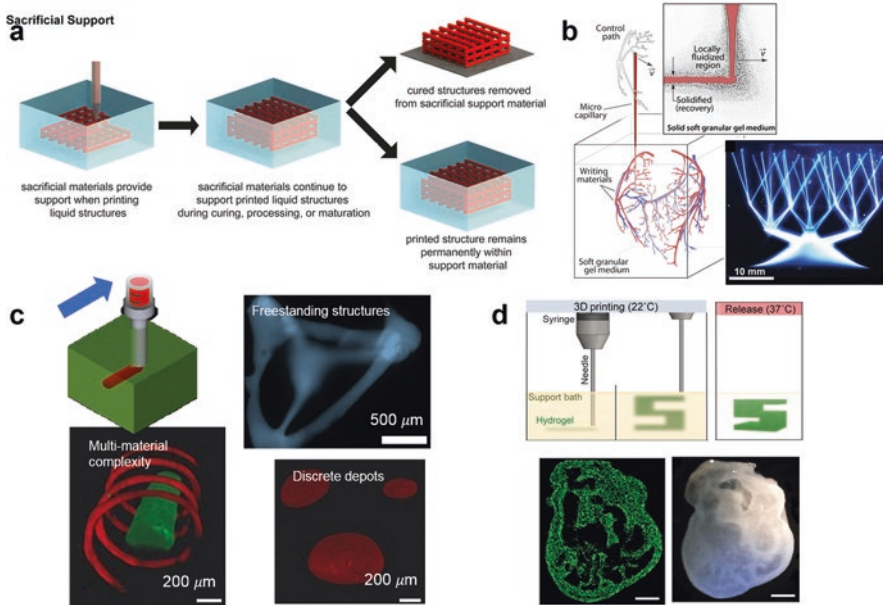 Sacrificial Support
a
sacrificial materials provide
support when printing
liquid structures
sacrificial materials continue to
support printed liquid structures
during curing, processing, or maturation
cured structures removed
from sacrificial support material
printed structure remains
permanently within
support material
b
Control
path
Micro
capillary
Writing
materials
Soft granular
gel medium
Locally
fluidized
region
Solidified
(recovery)
Solid soft granular gel medium
10 mm
c
Freestanding structures
500 μm
Multi-material
complexity
200 μm
Discrete depots
200 μm
d
3D printing (22˚C)
Release (37˚C)
Syringe
Needle
Support bath
Hydrogel